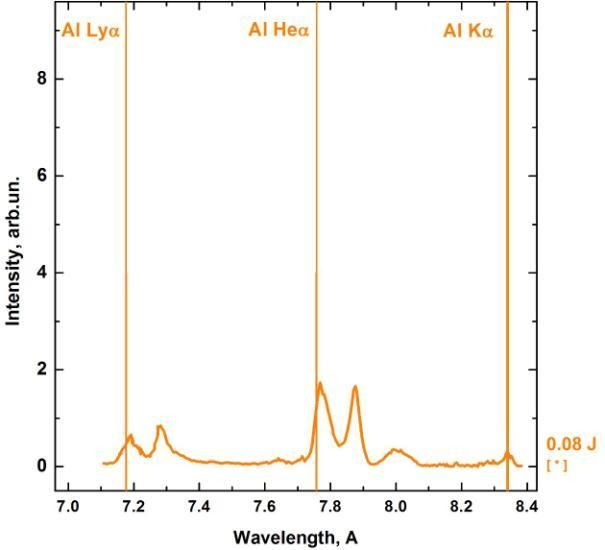 Al Lyα Al Heα Al Kα
8
6
4
2
0
Intensity, arb.un.
0.08 J
[*]
7.0 7.2 7.4 7.6 7.8 8.0 8.2 8.4
Wavelength, A